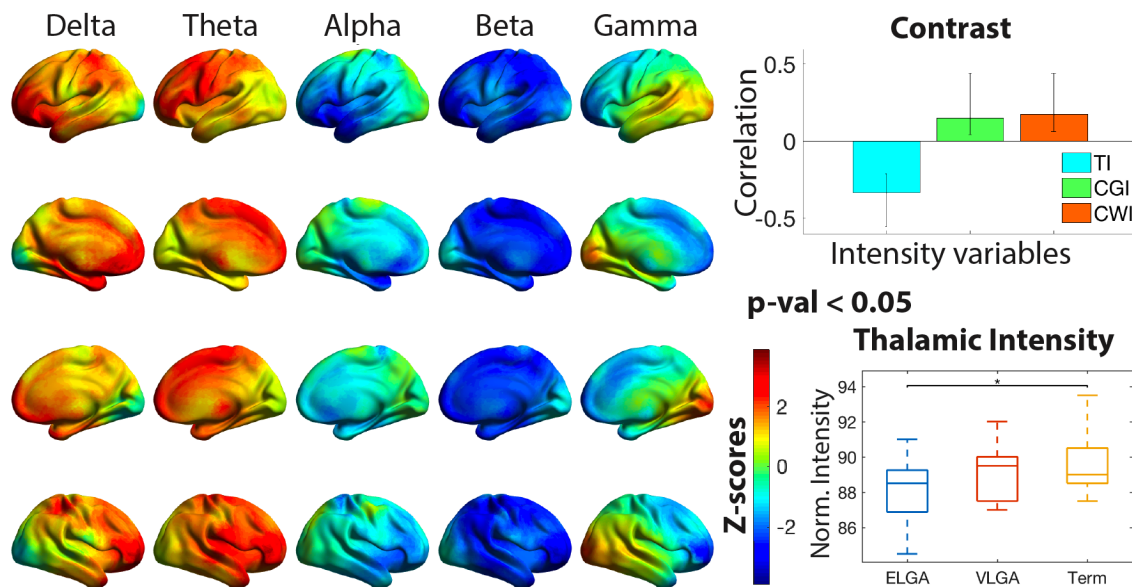 Delta Theta Alpha Beta Gamma
Contrast
Correlation
0.5
0
-0.5
TI
CGI
CWI
Intensity variables
p-val < 0.05
Z-scores
2
0
-2
Thalamic Intensity
Norm. Intensity
94
92
90
88
86
*
ELGA VLGA Term